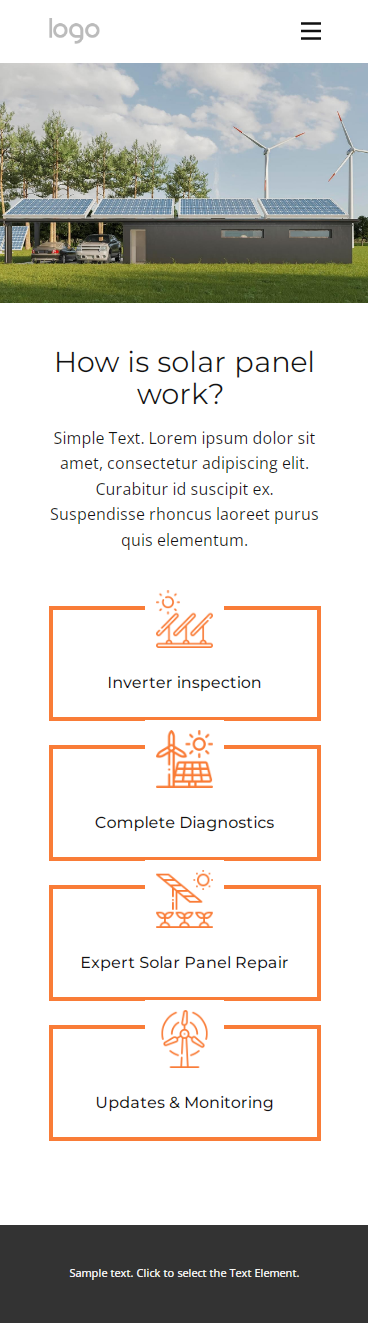 logo
How is solar panel
work?
Simple Text. Lorem ipsum dolor sit
amet, consectetur adipiscing elit.
Curabitur id suscipit ex.
Suspendisse rhoncus laoreet purus
quis elementum.
Inverter inspection
Complete Diagnostics
Expert Solar Panel Repair
Updates & Monitoring
Sample text. Click to select the Text Element.